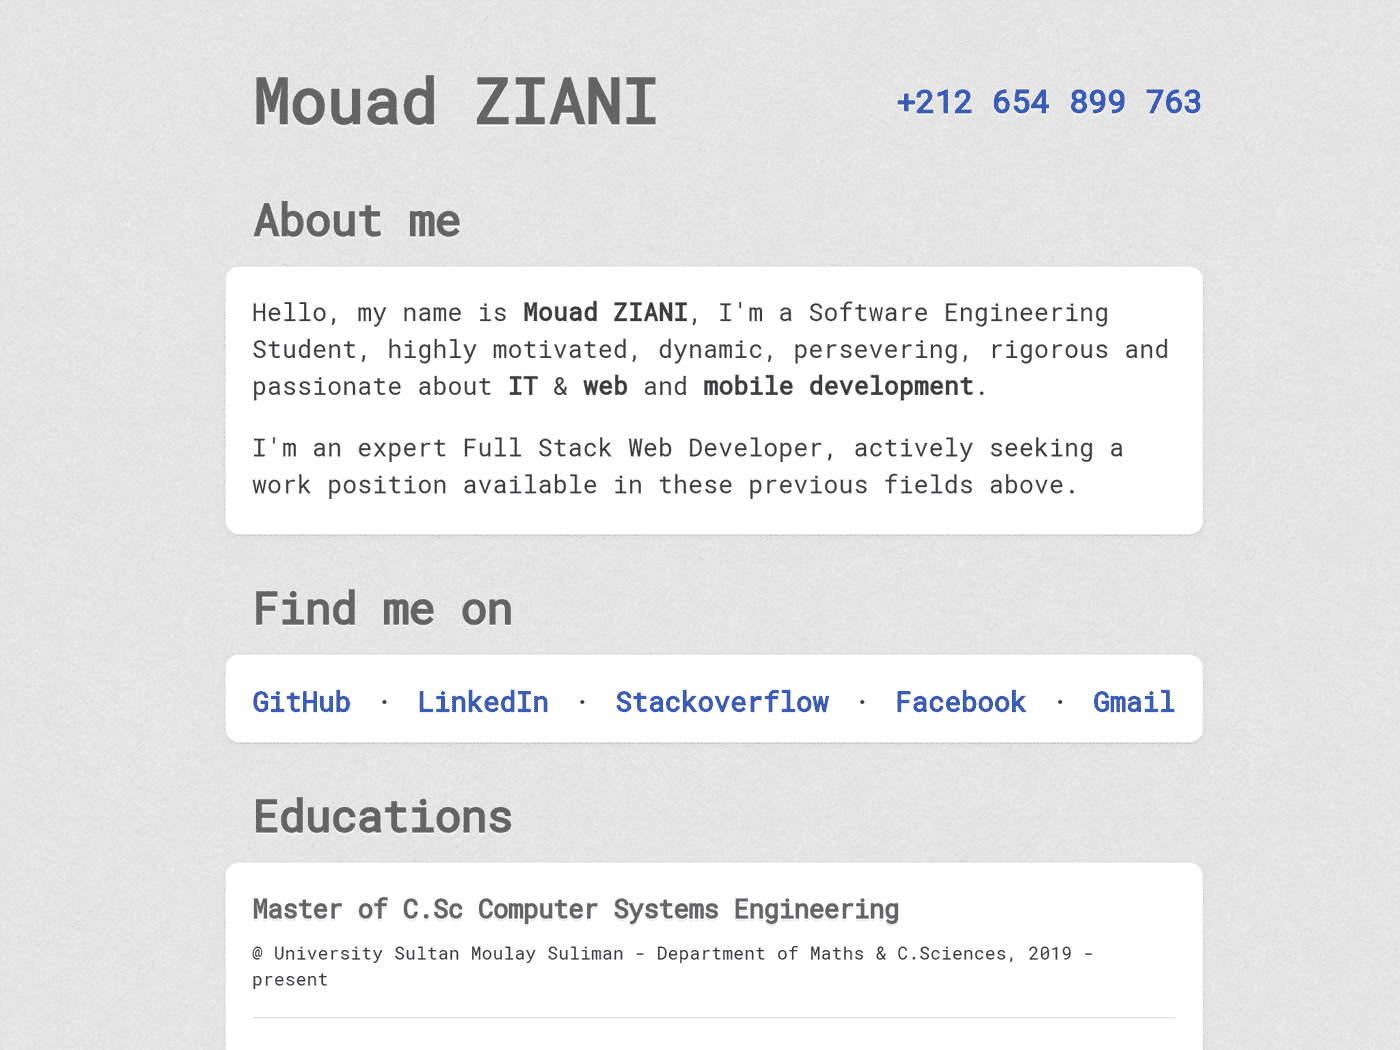 Mouad ZIANI
+212 654 899 763
About me
Hello, my name is Mouad ZIANI, I'm a Software Engineering
Student, highly motivated, dynamic, persevering, rigorous and
passionate about IT & web and mobile development.
I'm an expert Full Stack Web Developer, actively seeking a
work position available in these previous fields above.
Find me on
GitHub · LinkedIn · Stackoverflow · Facebook · Gmail
Educations
Master of C.Sc Computer Systems Engineering
@ University Sultan Moulay Suliman - Department of Maths & C.Sciences, 2019 -
present